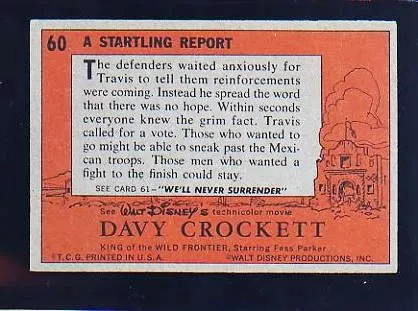 60 A STARTLING REPORT
The defenders waited anxiously for
Travis to tell them reinforcements
were coming. Instead he spread the word
that there was no hope. Within seconds
everyone knew the grim fact. Travis
called for a vote. Those who wanted to
go might be able to sneak past the Mexi-
can troops. Those men who wanted a
fight to the finish could stay.
SEE CARD 61—"WE'LL NEVER SURRENDER"
See WALT DISNEY'S technicolor movie
DAVY CROCKETT
KING of the WILD FRONTIER, Starring Fess Parker
©T.C.G. PRINTED IN U.S.A. ©WALT DISNEY PRODUCTIONS, INC.